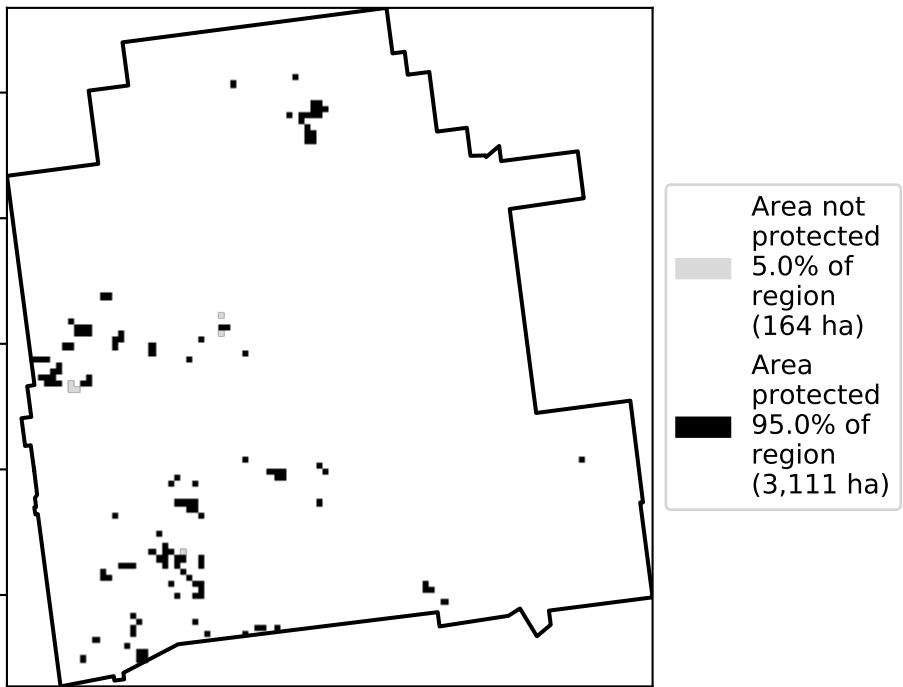 Area not
protected
5.0% of
region
(164 ha)
Area
protected
95.0% of
region
(3,111 ha)